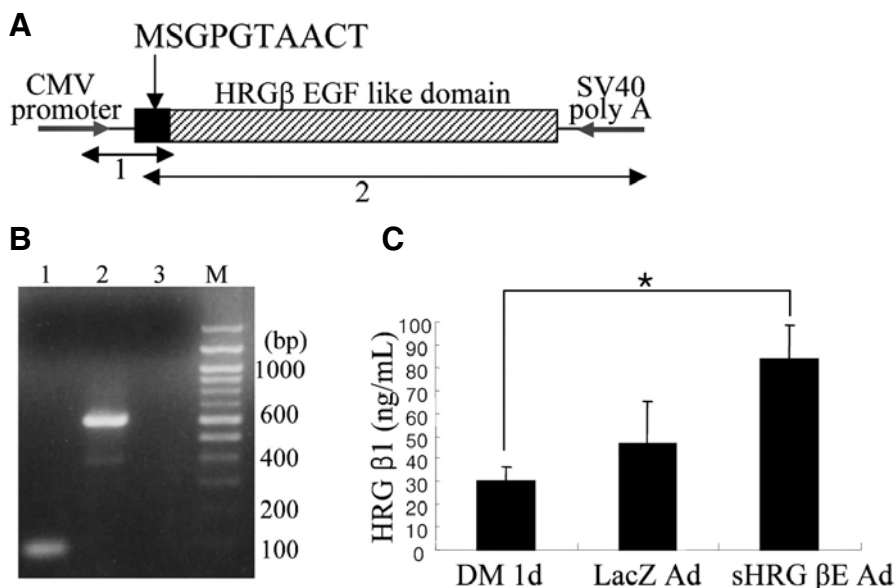 A
MSGPGTAACT
CMV
promoter
HRGβ EGF like domain
SV40
poly A
1
2
B
1 2 3 M
(bp)
1000
600
400
200
100
C
*
HRG β1 (ng/mL)
100
90
80
70
60
50
40
30
20
10
0
DM 1d LacZ Ad sHRG βE Ad